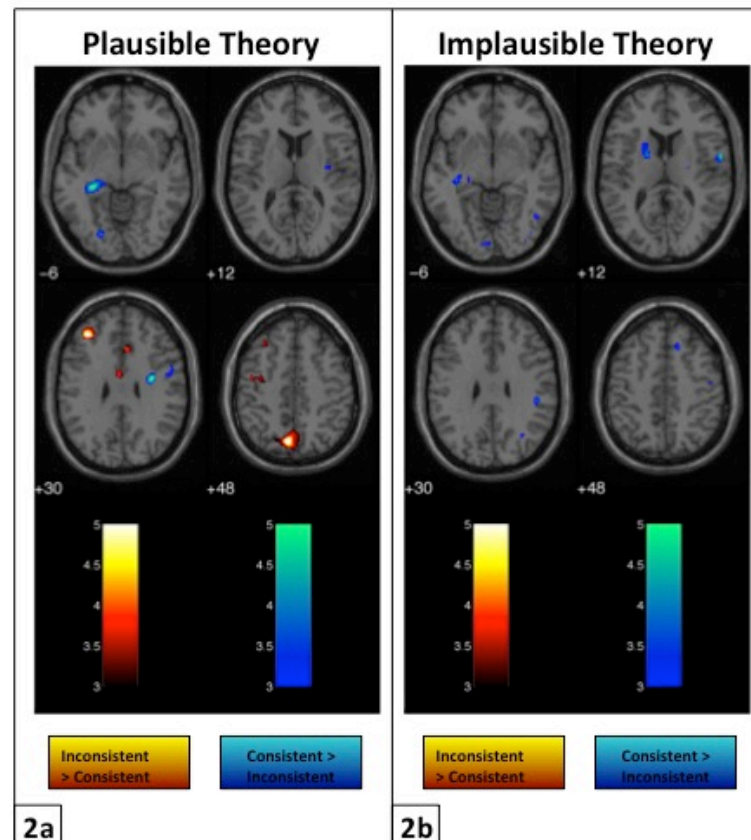 Plausible Theory
−6
+12
+30
+48
5
4.5
4
3.5
3
5
4.5
4
3.5
3
Inconsistent
> Consistent
Consistent >
Inconsistent
2a
Implausible Theory
−6
+12
+30
+48
5
4.5
4
3.5
3
5
4.5
4
3.5
3
Inconsistent
> Consistent
Consistent >
Inconsistent
2b